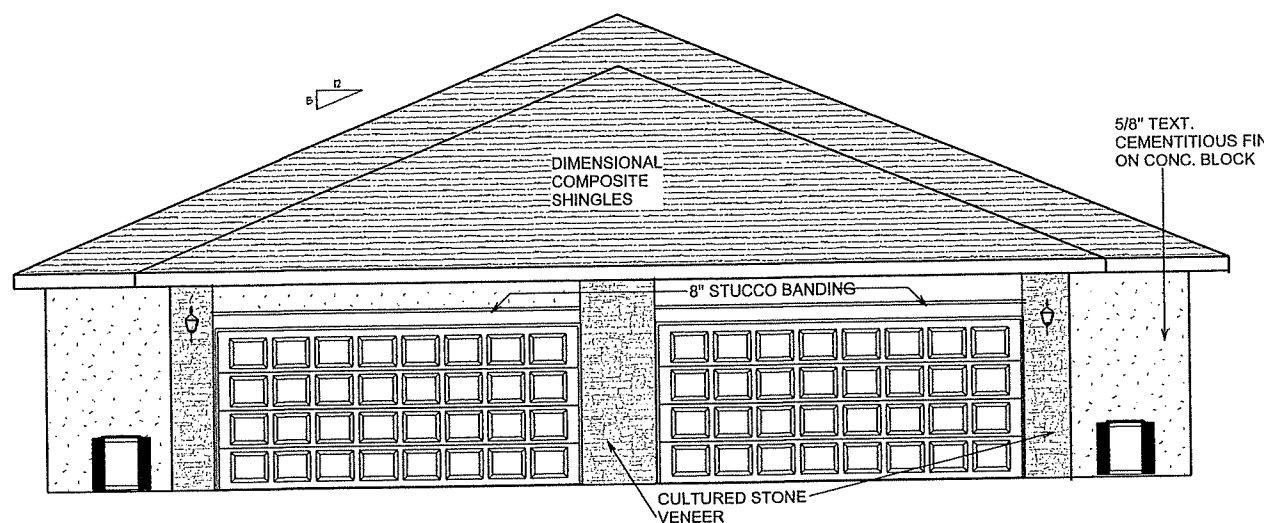 12
5/8" TEXT.
CEMENTITIOUS FIN
ON CONC. BLOCK
DIMENSIONAL
COMPOSITE
SHINGLES
8" STUCCO BANDING
CULTURED STONE
VENEER